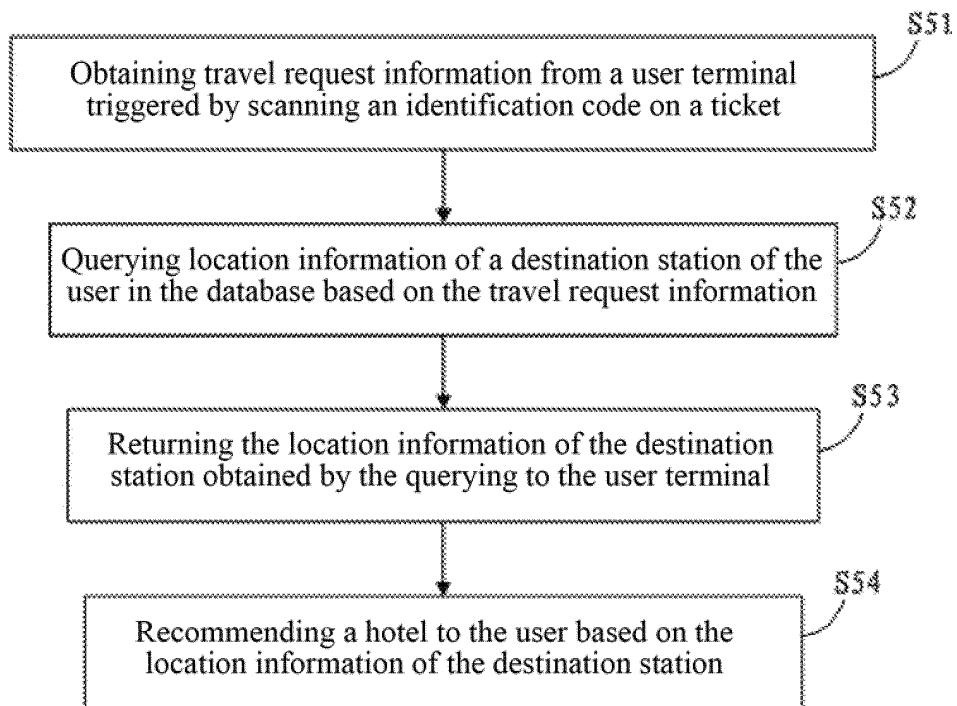 S51
Obtaining travel request information from a user terminal
triggered by scanning an identification code on a ticket
S52
Querying location information of a destination station of the
user in the database based on the travel request information
S53
Returning the location information of the destination
station obtained by the querying to the user terminal
S54
Recommending a hotel to the user based on the
location information of the destination station